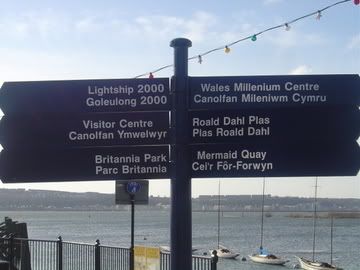 Lightship 2000
Goleulong 2000
Visitor Centre
Canolfan Ymwelwyr
Britannia Park
Parc Britannia
Wales Millenium Centre
Canolfan Mileniwm Cymru
Roald Dahl Plas
Plas Roald Dahl
Mermaid Quay
Cei'r Fôr-Forwyn